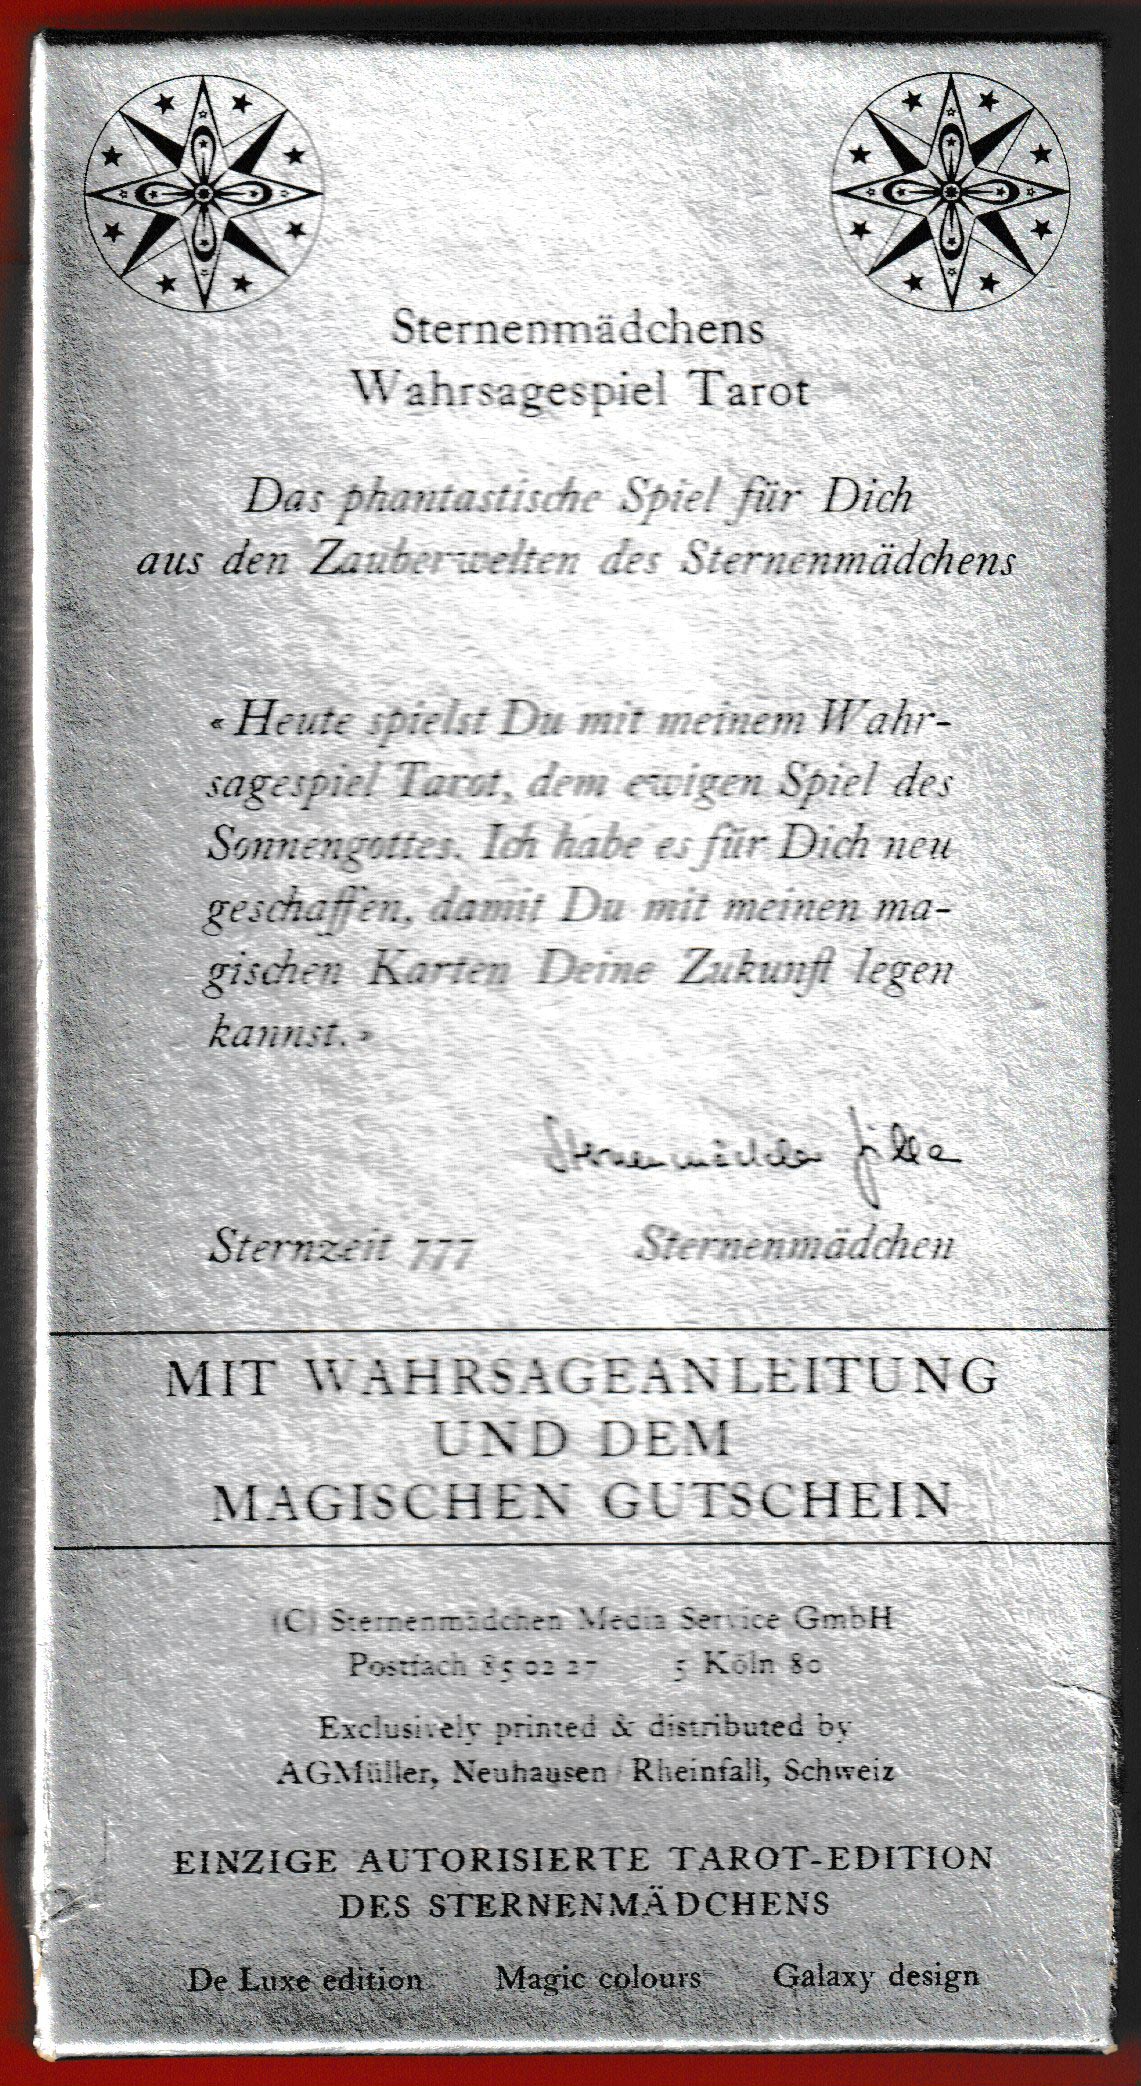 Sternenmädchens
Wahrsagespiel Tarot
Das phantastische Spiel für Dich
aus den Zauberwelten des Sternenmädchens
« Heute spielst Du mit meinem Wahr-
sagespiel Tarot, dem ewigen Spiel des
Sonnengottes. Ich habe es für Dich neu
geschaffen, damit Du mit meinen ma-
gischen Karten Deine Zukunft legen
kannst. »
Sternenmädchen Gilla
Sternzeit 777 Sternenmädchen
MIT WAHRSAGEANLEITUNG
UND DEM
MAGISCHEN GUTSCHEIN
(C) Sternenmädchen Media Service GmbH
Postfach 85 02 27 5 Köln 80
Exclusively printed & distributed by
AGMüller, Neuhausen / Rheinfall, Schweiz
EINZIGE AUTORISIERTE TAROT-EDITION
DES STERNENMÄDCHENS
De Luxe edition Magic colours Galaxy design